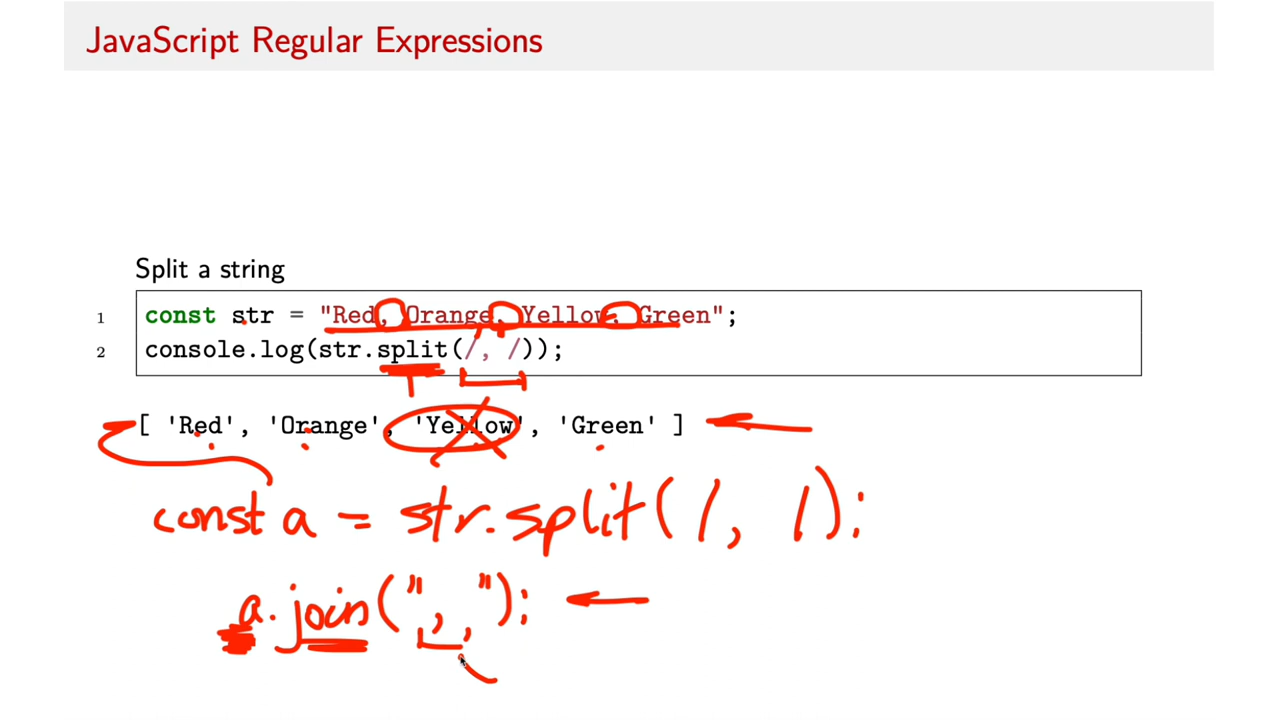 JavaScript Regular Expressions
Split a string
1 const str = "Red, Orange, Yellow, Green";
2 console.log(str.split(/, /));
[ 'Red', 'Orange', 'Yellow', 'Green' ]
const a = str.split(/, /);
a.join(", ");